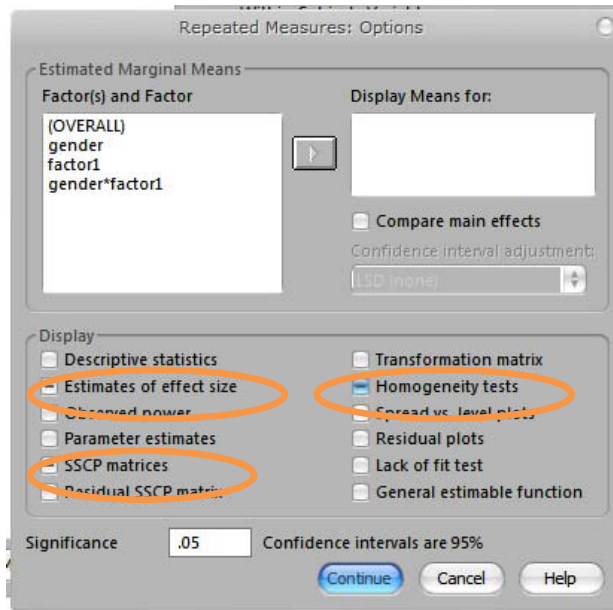 Repeated Measures: Options
Estimated Marginal Means
Factor(s) and Factor
Display Means for:
(OVERALL)
gender
factor1
gender*factor1
Compare main effects
Confidence interval adjustment:
LSD (none)
Display
Descriptive statistics
Transformation matrix
Estimates of effect size
Homogeneity tests
Observed power
Spread vs. level plots
Parameter estimates
Residual plots
SSCP matrices
Lack of fit test
Residual SSCP matrix
General estimable function
Significance .05 Confidence intervals are 95%
Continue Cancel Help